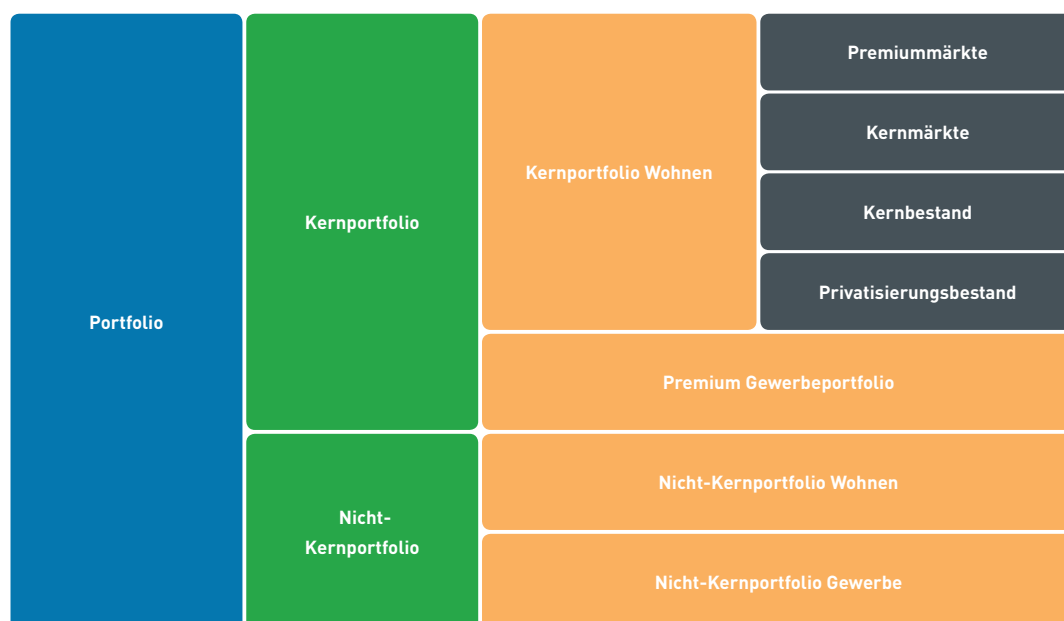 Portfolio
Kernportfolio
Kernportfolio Wohnen
Premiummärkte
Kernmärkte
Kernbestand
Privatisierungsbestand
Premium Gewerbeportfolio
Nicht-
Kernportfolio
Nicht-Kernportfolio Wohnen
Nicht-Kernportfolio Gewerbe